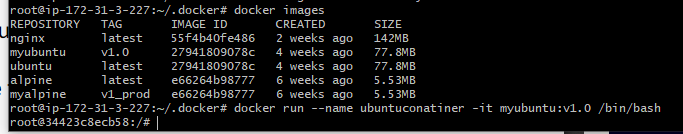 root@ip-172-31-3-227:~/.docker# docker images
REPOSITORY TAG IMAGE ID CREATED SIZE
nginx latest 55f4b40fe486 2 weeks ago 142MB
myubuntu v1.0 27941809078c 4 weeks ago 77.8MB
ubuntu latest 27941809078c 4 weeks ago 77.8MB
alpine latest e66264b98777 6 weeks ago 5.53MB
myalpine v1_prod e66264b98777 6 weeks ago 5.53MB
root@ip-172-31-3-227:~/.docker# docker run --name ubuntuconatiner -it myubuntu:v1.0 /bin/bash
root@34423c8ecb58:/#